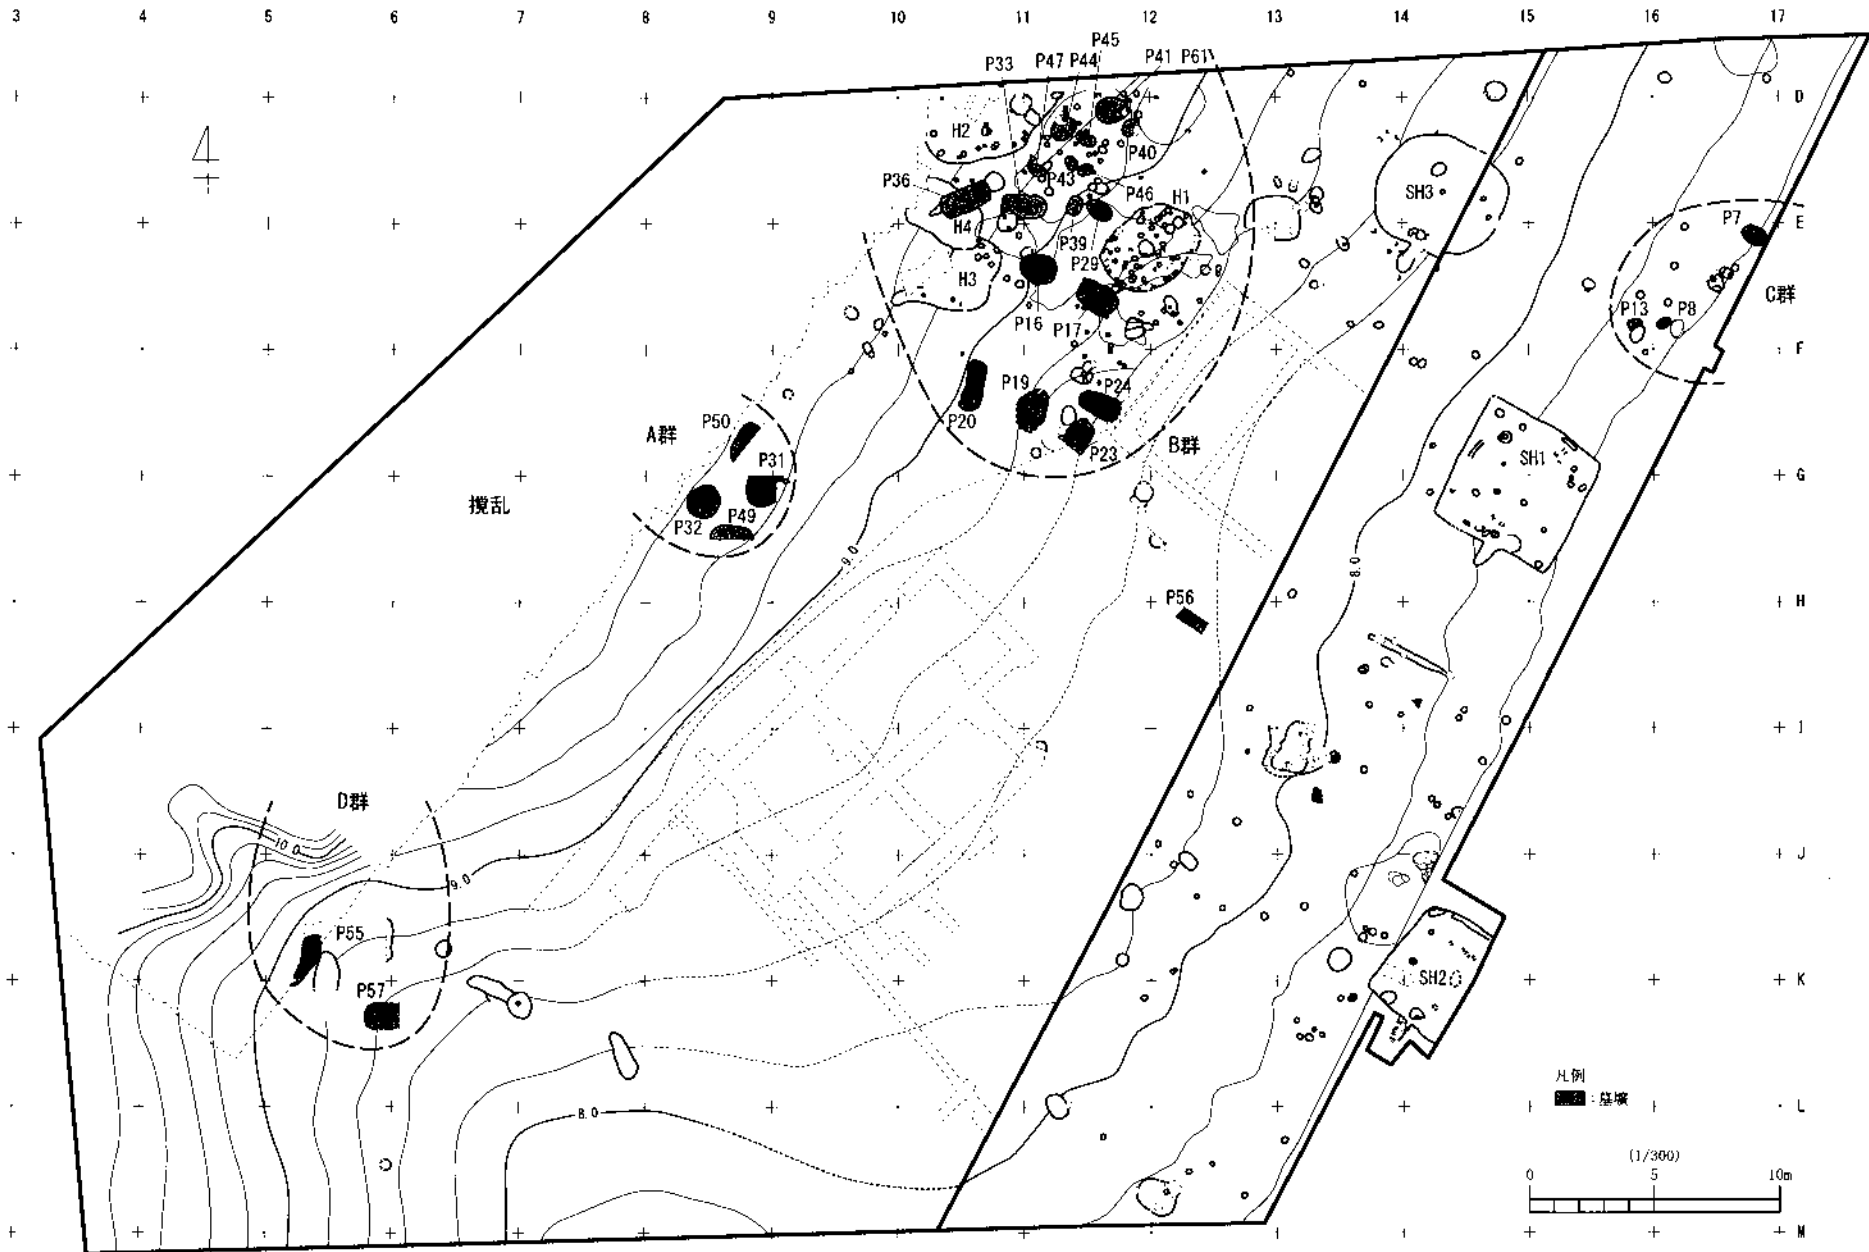 3 4 5 6 7 8 9 10 11 12 13 14 15 16 17
P45
P33 P47 P44 P41 P61
D
H2
P40
P36 P43
P46 H1
SH3
P7 E
H4
P39
P29
H3
C群
P16 P17
P13 P8
F
P19 P24
P50
P20
A群
B群
P23
P31
SH1
G
撹乱
P49
P32
9.0
8.0
P56
H
I
D群
10.0
J
9.0
P55
SH2
K
P57
凡例
:墓壙
8.0
L
(1/300)
0 5 10m
M